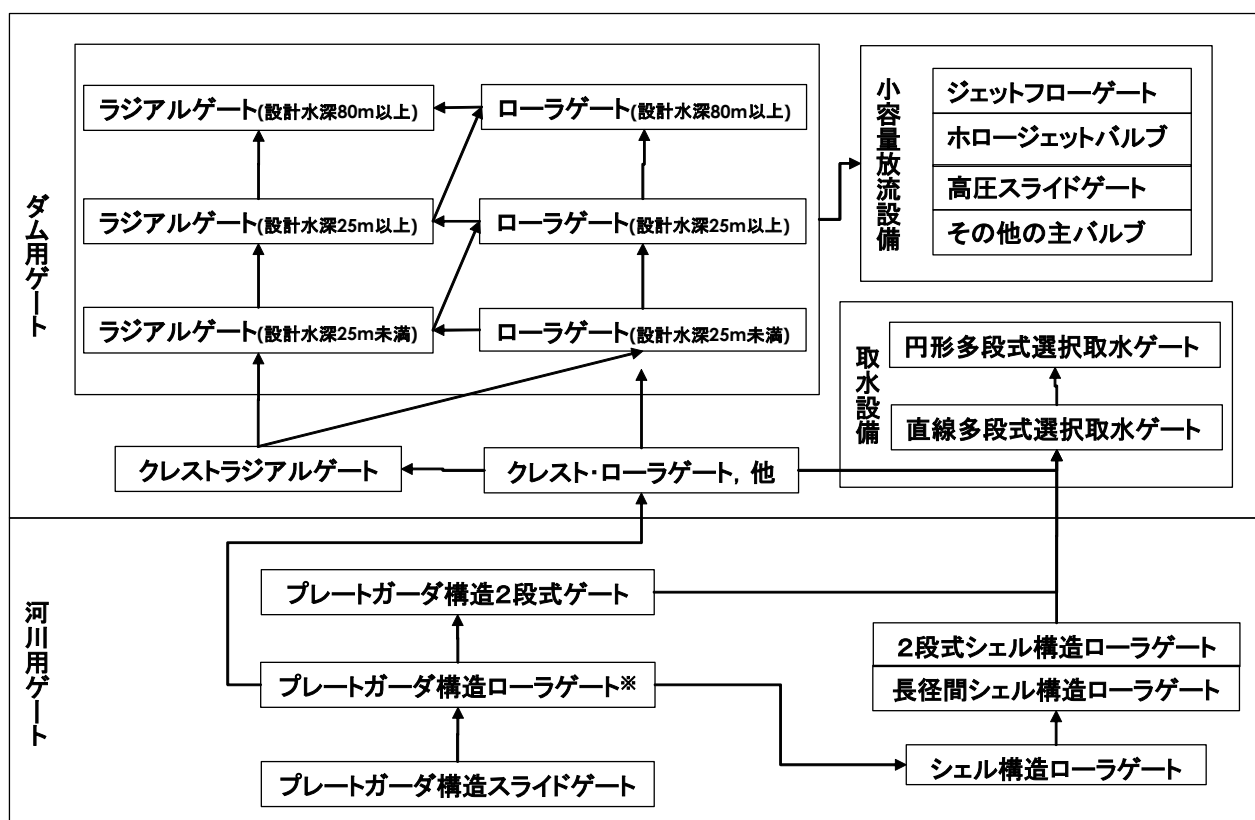 ダム用ゲート
ラジアルゲート(設計水深80m以上)
ローラゲート(設計水深80m以上)
ラジアルゲート(設計水深25m以上)
ローラゲート(設計水深25m以上)
ラジアルゲート(設計水深25m未満)
ローラゲート(設計水深25m未満)
クレストラジアルゲート
クレスト・ローラゲート，他
小容量放流設備
ジェットフローゲート
ホロージェットバルブ
高圧スライドゲート
その他の主バルブ
取水設備
円形多段式選択取水ゲート
直線多段式選択取水ゲート
河川用ゲート
プレートガーダ構造２段式ゲート
プレートガーダ構造ローラゲート※
プレートガーダ構造スライドゲート
２段式シェル構造ローラゲート
長径間シェル構造ローラゲート
シェル構造ローラゲート